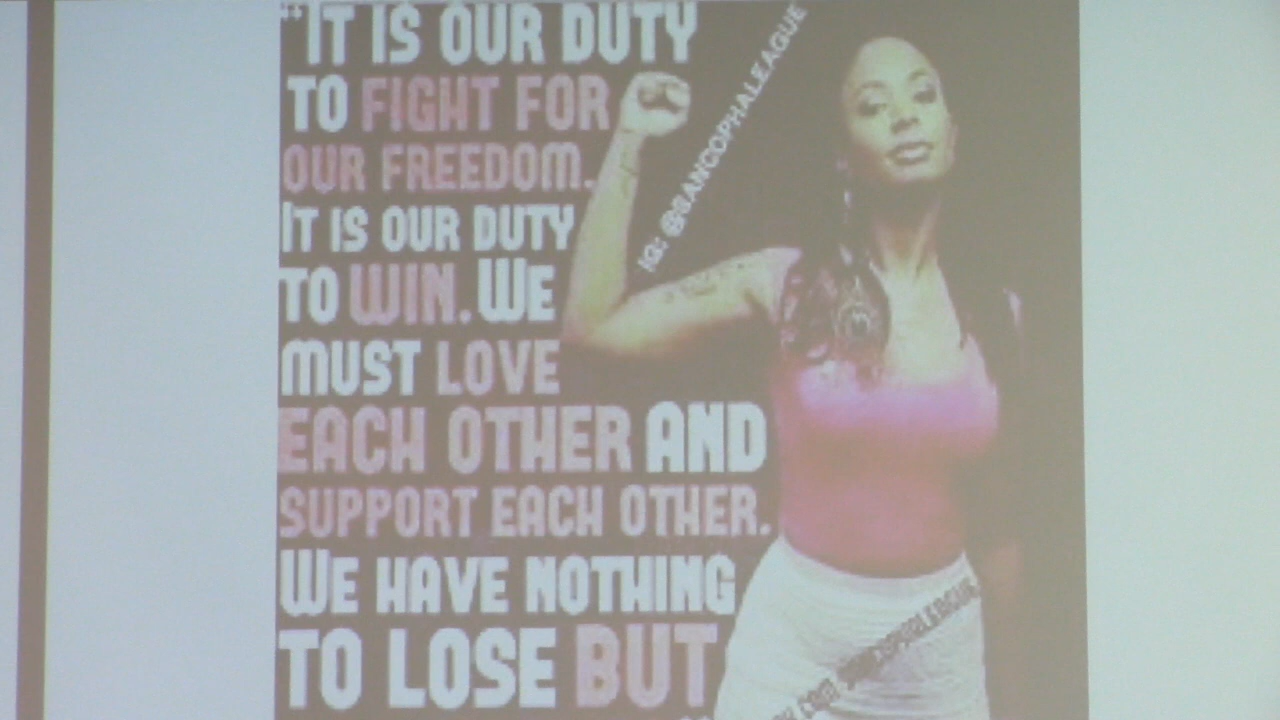 "IT IS OUR DUTY
TO FIGHT FOR
OUR FREEDOM.
IT IS OUR DUTY
TO WIN. WE
MUST LOVE
EACH OTHER AND
SUPPORT EACH OTHER.
WE HAVE NOTHING
TO LOSE BUT
IG: @GANCOPHALEAGUE